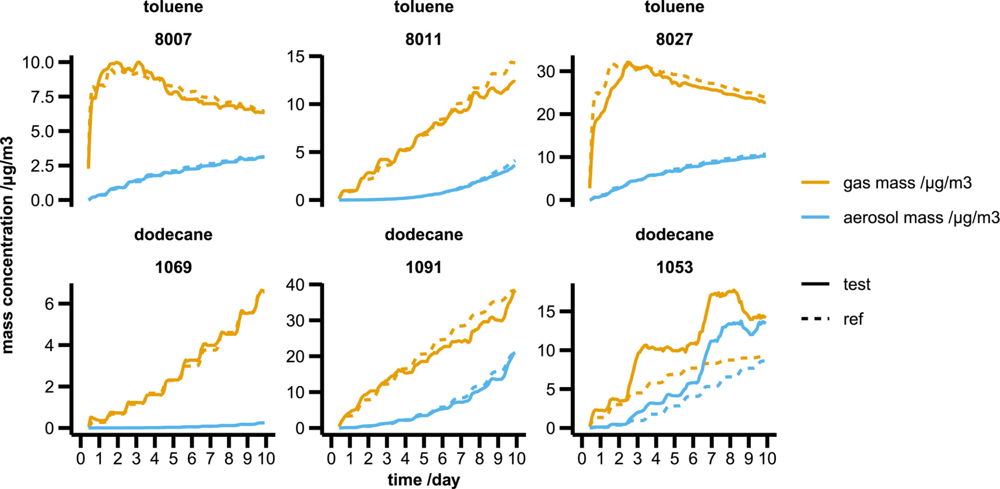 toluene
toluene
toluene
8007
8011
8027
10.0
7.5
5.0
2.5
0.0
15
10
5
0
30
20
10
0
mass concentration /µg/m3
gas mass /µg/m3
aerosol mass /µg/m3
test
ref
dodecane
dodecane
dodecane
1069
1091
1053
6
4
2
0
40
30
20
10
0
15
10
5
0
0 1 2 3 4 5 6 7 8 9 10
0 1 2 3 4 5 6 7 8 9 10
0 1 2 3 4 5 6 7 8 9 10
time /day